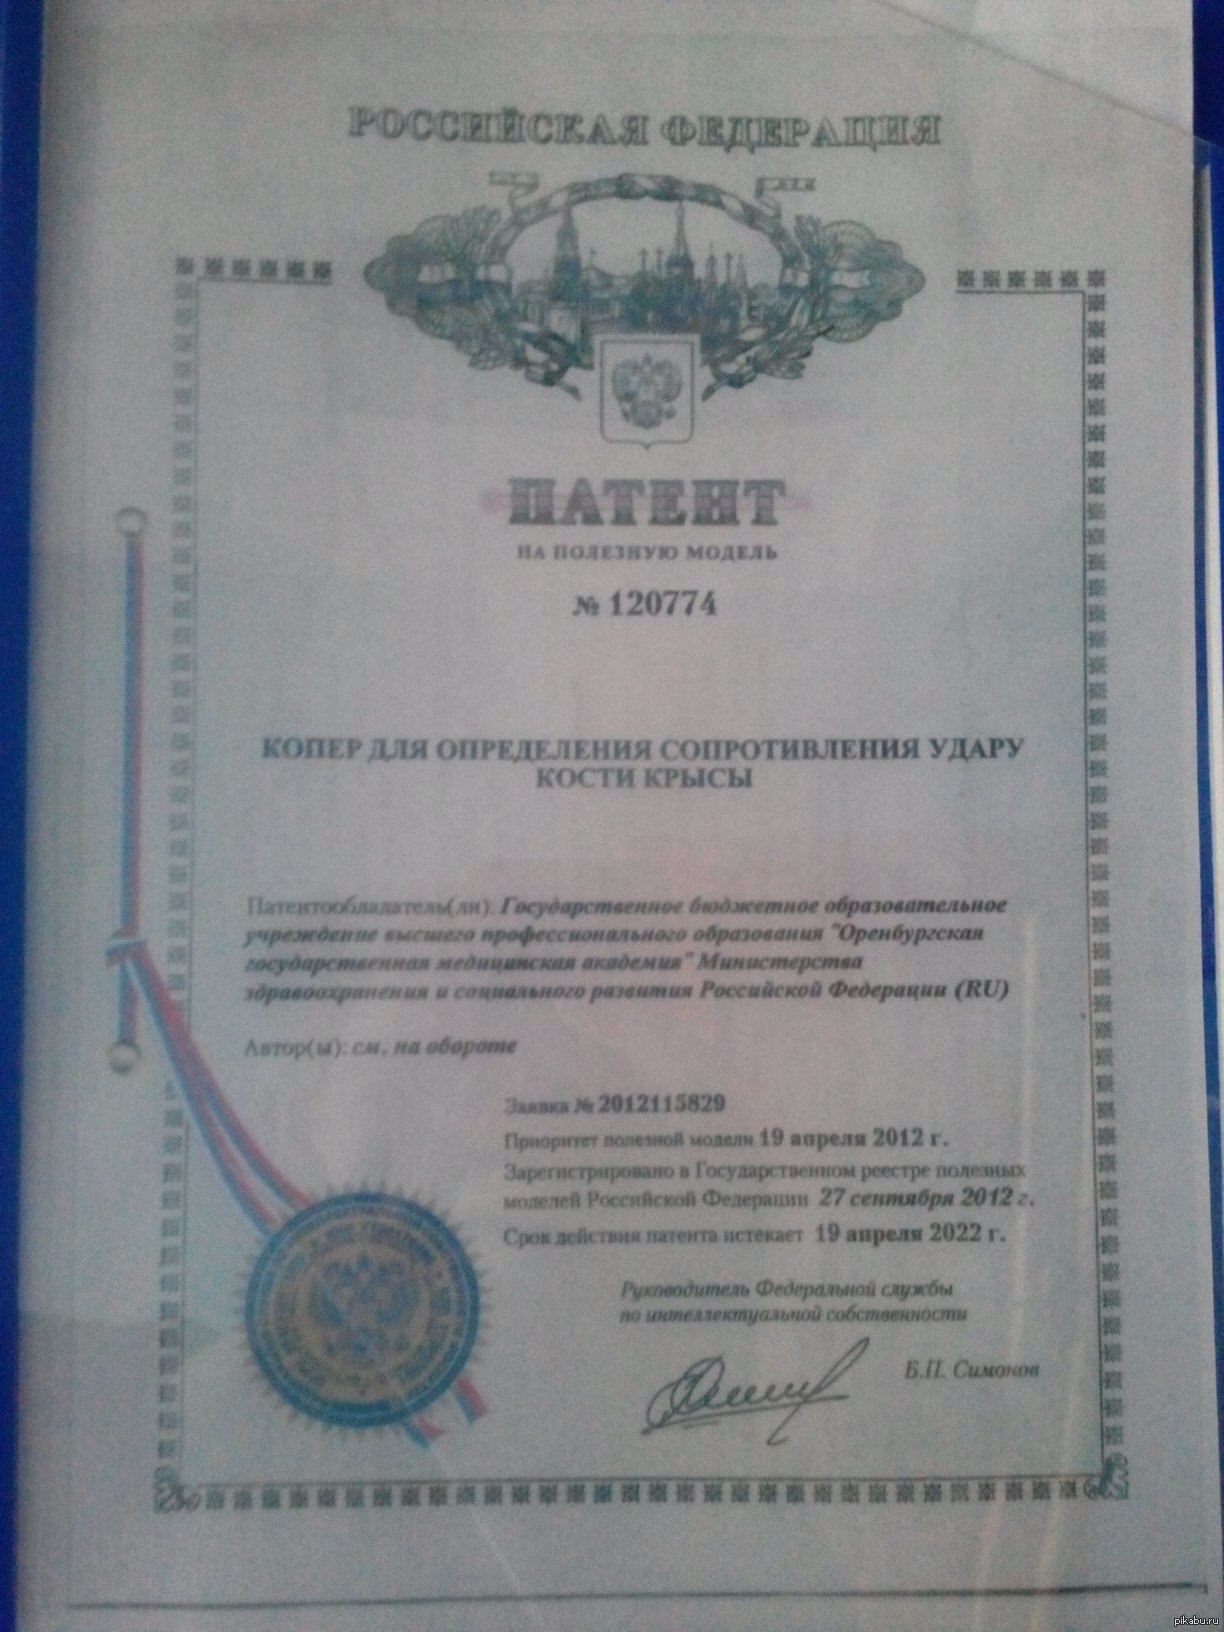 РОССИЙСКАЯ ФЕДЕРАЦИЯ
ПАТЕНТ
НА ПОЛЕЗНУЮ МОДЕЛЬ
№ 120774
КОПЕР ДЛЯ ОПРЕДЕЛЕНИЯ СОПРОТИВЛЕНИЯ УДАРУ
КОСТИ КРЫСЫ
Патентообладатель(ли): Государственное бюджетное образовательное
учреждение высшего профессионального образования "Оренбургская
государственная медицинская академия" Министерства
здравоохранения и социального развития Российской Федерации (RU)
Автор(ы): см. на обороте
Заявка № 2012115829
Приоритет полезной модели 19 апреля 2012 г.
Зарегистрировано в Государственном реестре полезных
моделей Российской Федерации 27 сентября 2012 г.
Срок действия патента истекает 19 апреля 2022 г.
Руководитель Федеральной службы
по интеллектуальной собственности
Б.П. Симонов
pikabu.ru